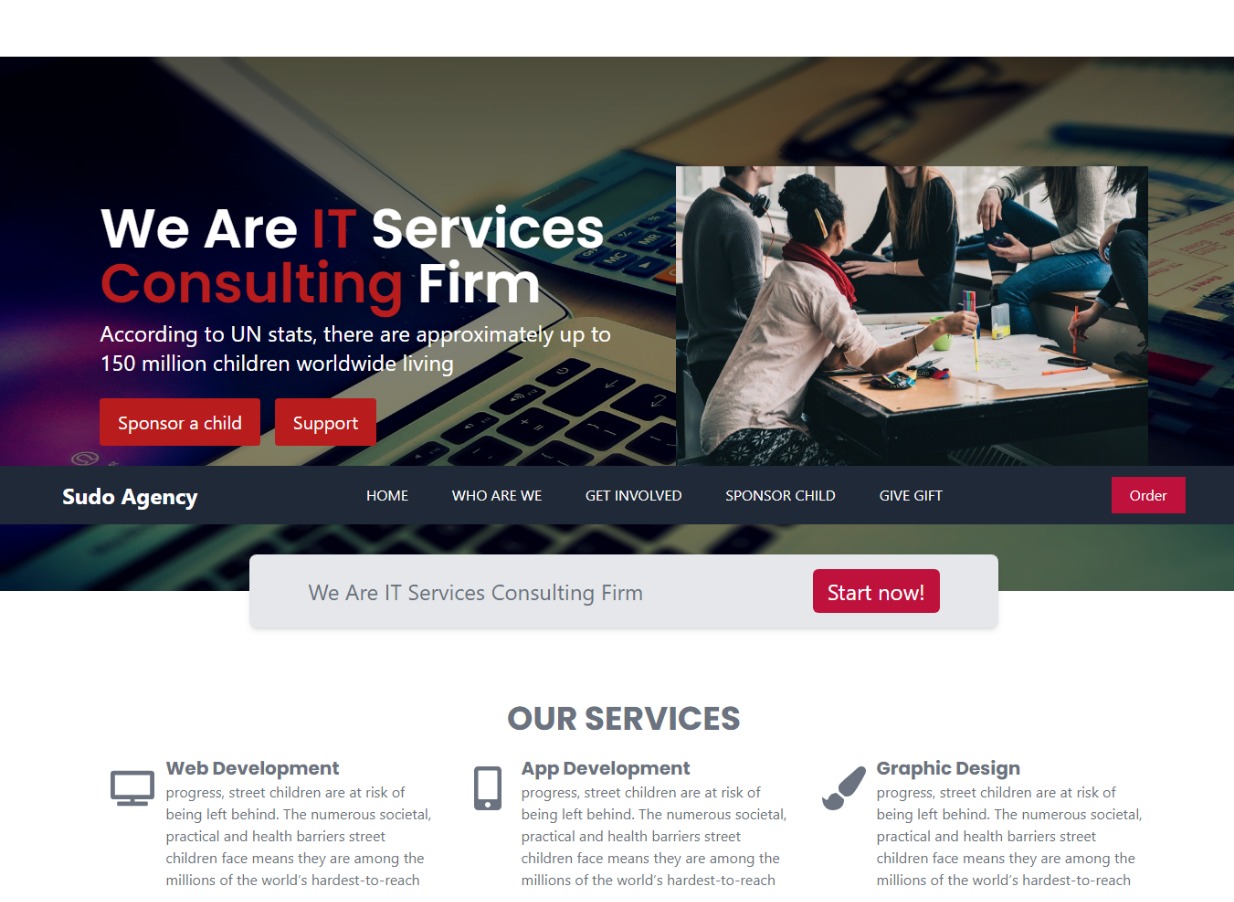 We Are IT Services
Consulting Firm
According to UN stats, there are approximately up to
150 million children worldwide living
Sponsor a child
Support
Sudo Agency
HOME
WHO ARE WE
GET INVOLVED
SPONSOR CHILD
GIVE GIFT
Order
We Are IT Services Consulting Firm
Start now!
OUR SERVICES
Web Development
progress, street children are at risk of
being left behind. The numerous societal,
practical and health barriers street
children face means they are among the
millions of the world's hardest-to-reach
App Development
progress, street children are at risk of
being left behind. The numerous societal,
practical and health barriers street
children face means they are among the
millions of the world's hardest-to-reach
Graphic Design
progress, street children are at risk of
being left behind. The numerous societal,
practical and health barriers street
children face means they are among the
millions of the world's hardest-to-reach